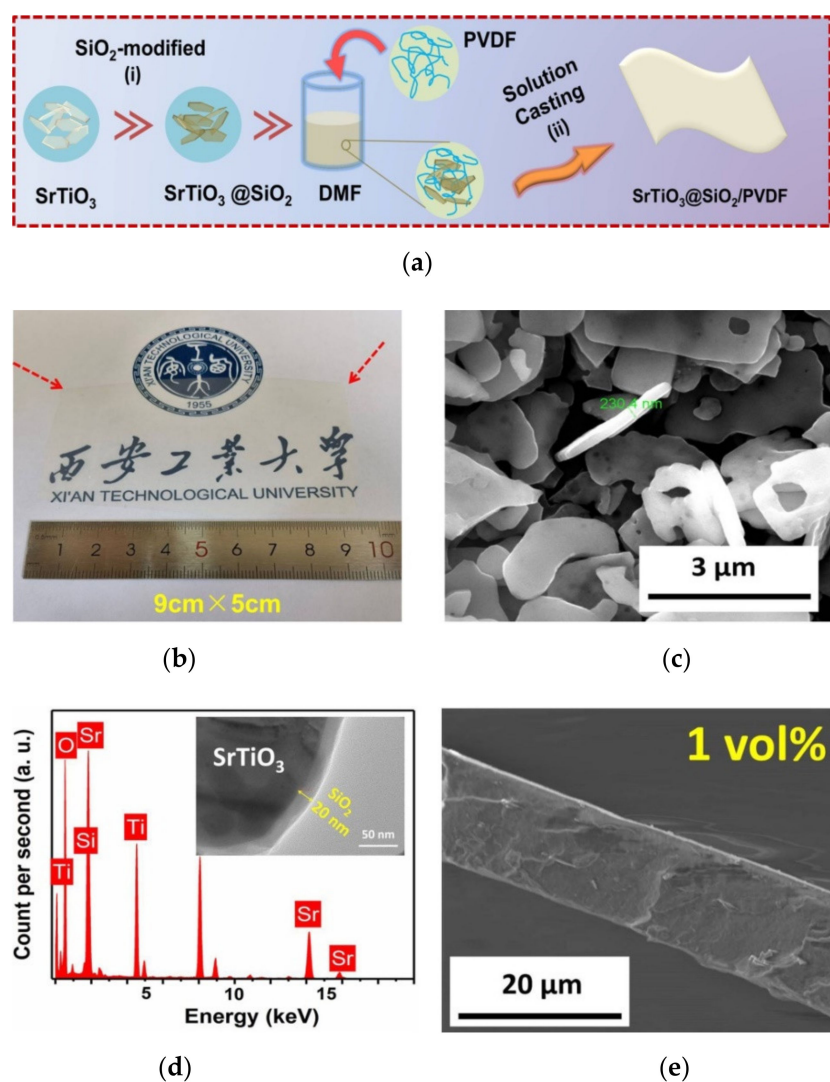 SiO₂-modified
(i)
PVDF
Solution
Casting
(ii)
SrTiO₃
SrTiO₃ @SiO₂
DMF
SrTiO₃@SiO₂/PVDF
(a)
XI'AN TECHNOLOGICAL UNIVERSITY
1955
西安工业大学
XI'AN TECHNOLOGICAL UNIVERSITY
1 2 3 4 5 6 7 8 9 10
9cm×5cm
(b)
230.4 nm
3 µm
(c)
Count per second (a. u.)
O
Sr
Ti
Si
Ti
Sr
Sr
SrTiO₃
SiO₂
20 nm
50 nm
5 10 15
Energy (keV)
(d)
1 vol%
20 µm
(e)